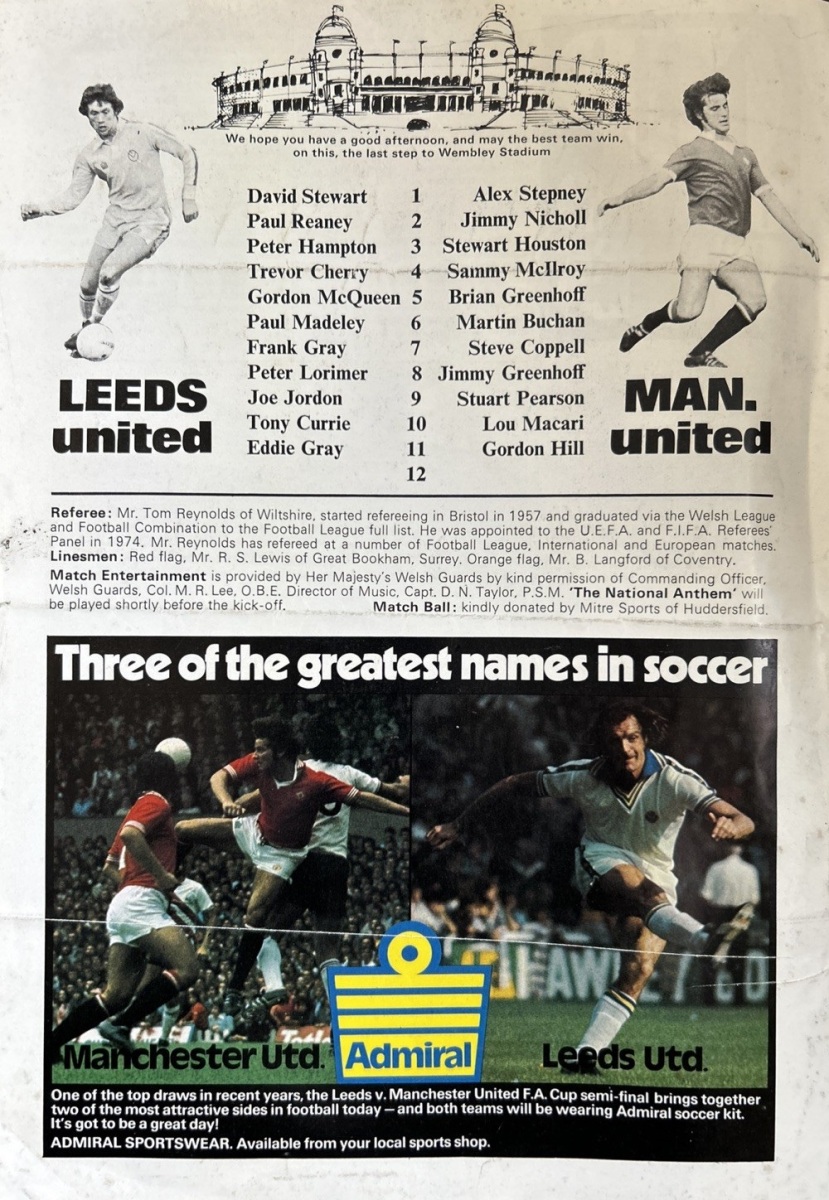 We hope you have a good afternoon, and may the best team win,
on this, the last step to Wembley Stadium
David Stewart 1 Alex Stepney
Paul Reaney 2 Jimmy Nicholl
Peter Hampton 3 Stewart Houston
Trevor Cherry 4 Sammy McIlroy
Gordon McQueen 5 Brian Greenhoff
Paul Madeley 6 Martin Buchan
Frank Gray 7 Steve Coppell
Peter Lorimer 8 Jimmy Greenhoff
Joe Jordon 9 Stuart Pearson
Tony Currie 10 Lou Macari
Eddie Gray 11 Gordon Hill
12
LEEDS
united
MAN.
united
Referee: Mr. Tom Reynolds of Wiltshire, started refereeing in Bristol in 1957 and graduated via the Welsh League
and Football Combination to the Football League full list. He was appointed to the U.E.F.A. and F.I.F.A. Referees'
Panel in 1974. Mr. Reynolds has refereed at a number of Football League, International and European matches.
Linesmen: Red flag, Mr. R. S. Lewis of Great Bookham, Surrey. Orange flag, Mr. B. Langford of Coventry.
Match Entertainment is provided by Her Majesty's Welsh Guards by kind permission of Commanding Officer,
Welsh Guards, Col. M. R. Lee, O.B.E. Director of Music, Capt. D. N. Taylor, P.S.M. 'The National Anthem' will
be played shortly before the kick-off. Match Ball: kindly donated by Mitre Sports of Huddersfield.
Three of the greatest names in soccer
Manchester Utd.
Admiral
Leeds Utd.
One of the top draws in recent years, the Leeds v. Manchester United F.A. Cup semi-final brings together
two of the most attractive sides in football today – and both teams will be wearing Admiral soccer kit.
It's got to be a great day!
ADMIRAL SPORTSWEAR. Available from your local sports shop.